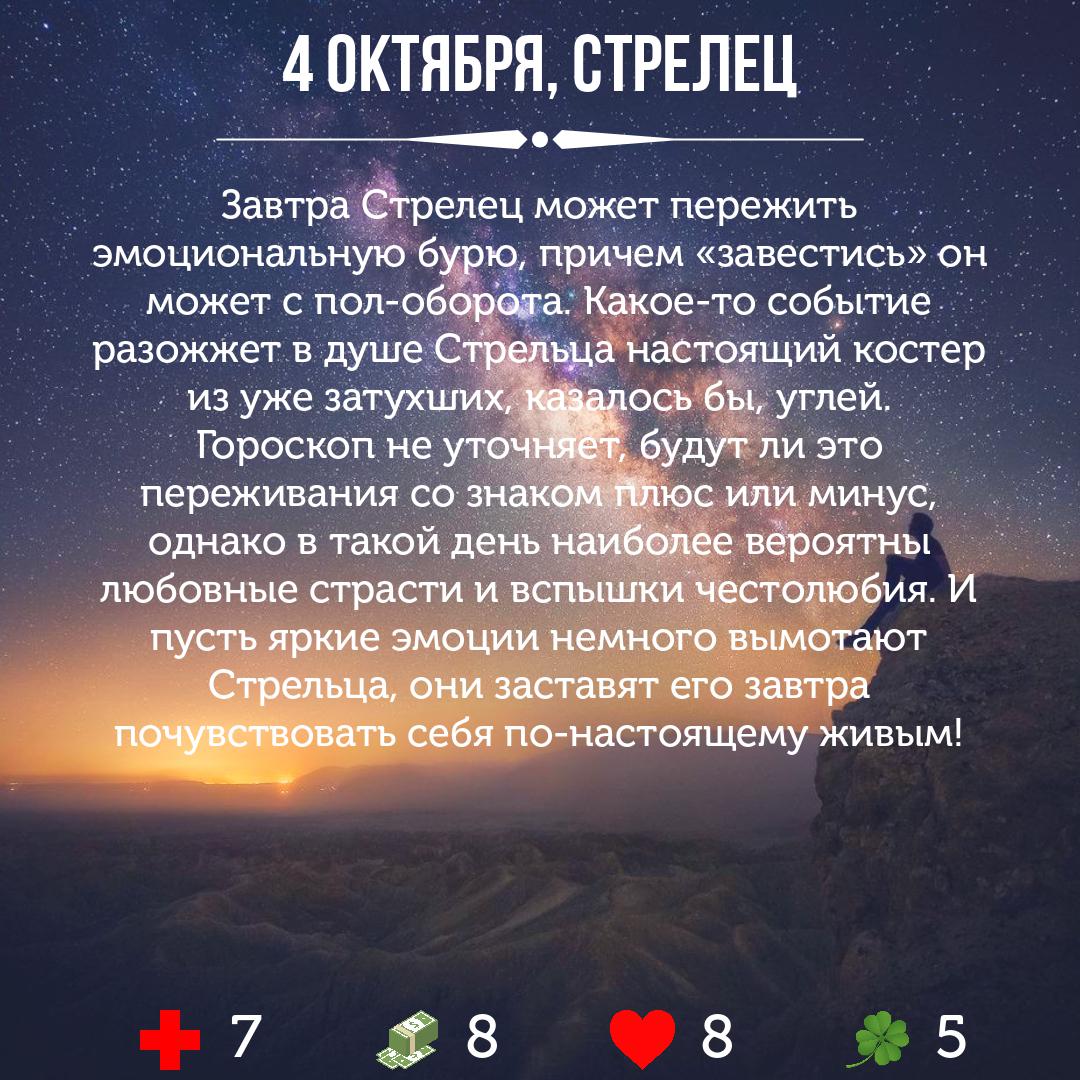 4 ОКТЯБРЯ, СТРЕЛЕЦ
Завтра Стрелец может пережить
эмоциональную бурю, причем «завестись» он
может с пол-оборота. Какое-то событие
разожжет в душе Стрельца настоящий костер
из уже затухших, казалось бы, углей.
Гороскоп не уточняет, будут ли это
переживания со знаком плюс или минус,
однако в такой день наиболее вероятны
любовные страсти и вспышки честолюбия. И
пусть яркие эмоции немного вымотают
Стрельца, они заставят его завтра
почувствовать себя по-настоящему живым!
7 8 8 5